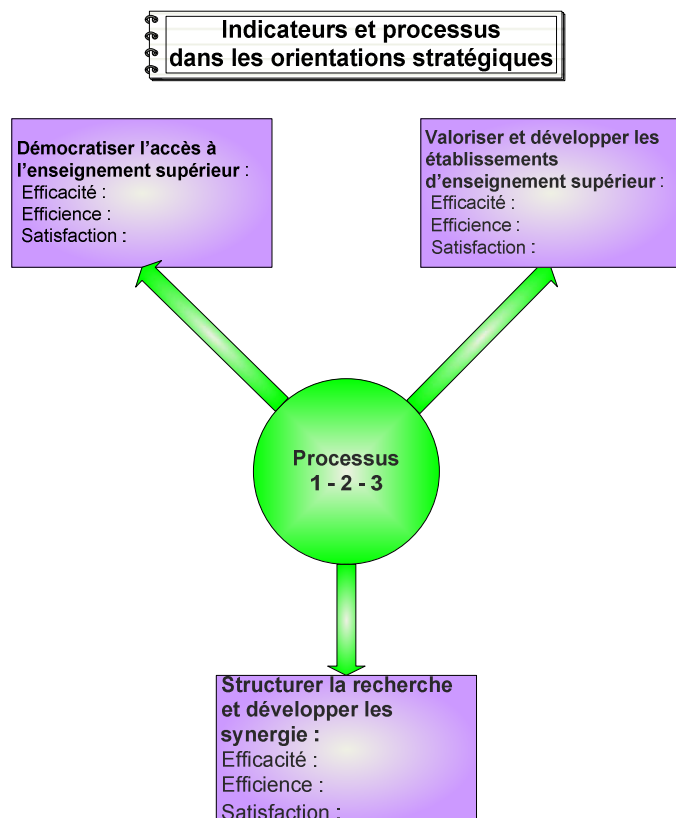 Indicateurs et processus
dans les orientations stratégiques
Démocratiser l'accès à
l'enseignement supérieur :
Efficacité :
Efficience :
Satisfaction :
Valoriser et développer les
établissements
d'enseignement supérieur :
Efficacité :
Efficience :
Satisfaction :
Processus
1 - 2 - 3
Structurer la recherche
et développer les
synergie :
Efficacité :
Efficience :
Satisfaction :